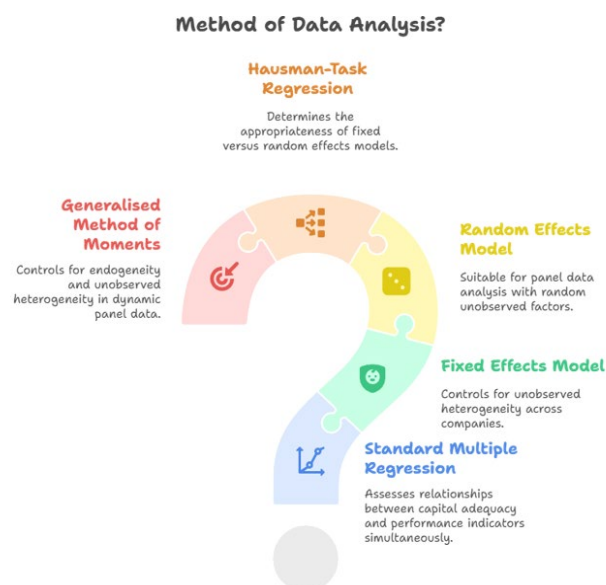 Method of Data Analysis?
Hausman-Task
Regression
Determines the
appropriateness of fixed
versus random effects models.
Generalised
Method of
Moments
Controls for endogeneity
and unobserved
heterogeneity in dynamic
panel data.
Random Effects
Model
Suitable for panel data
analysis with random
unobserved factors.
Fixed Effects Model
Controls for unobserved
heterogeneity across
companies.
Standard Multiple
Regression
Assesses relationships
between capital adequacy
and performance indicators
simultaneously.